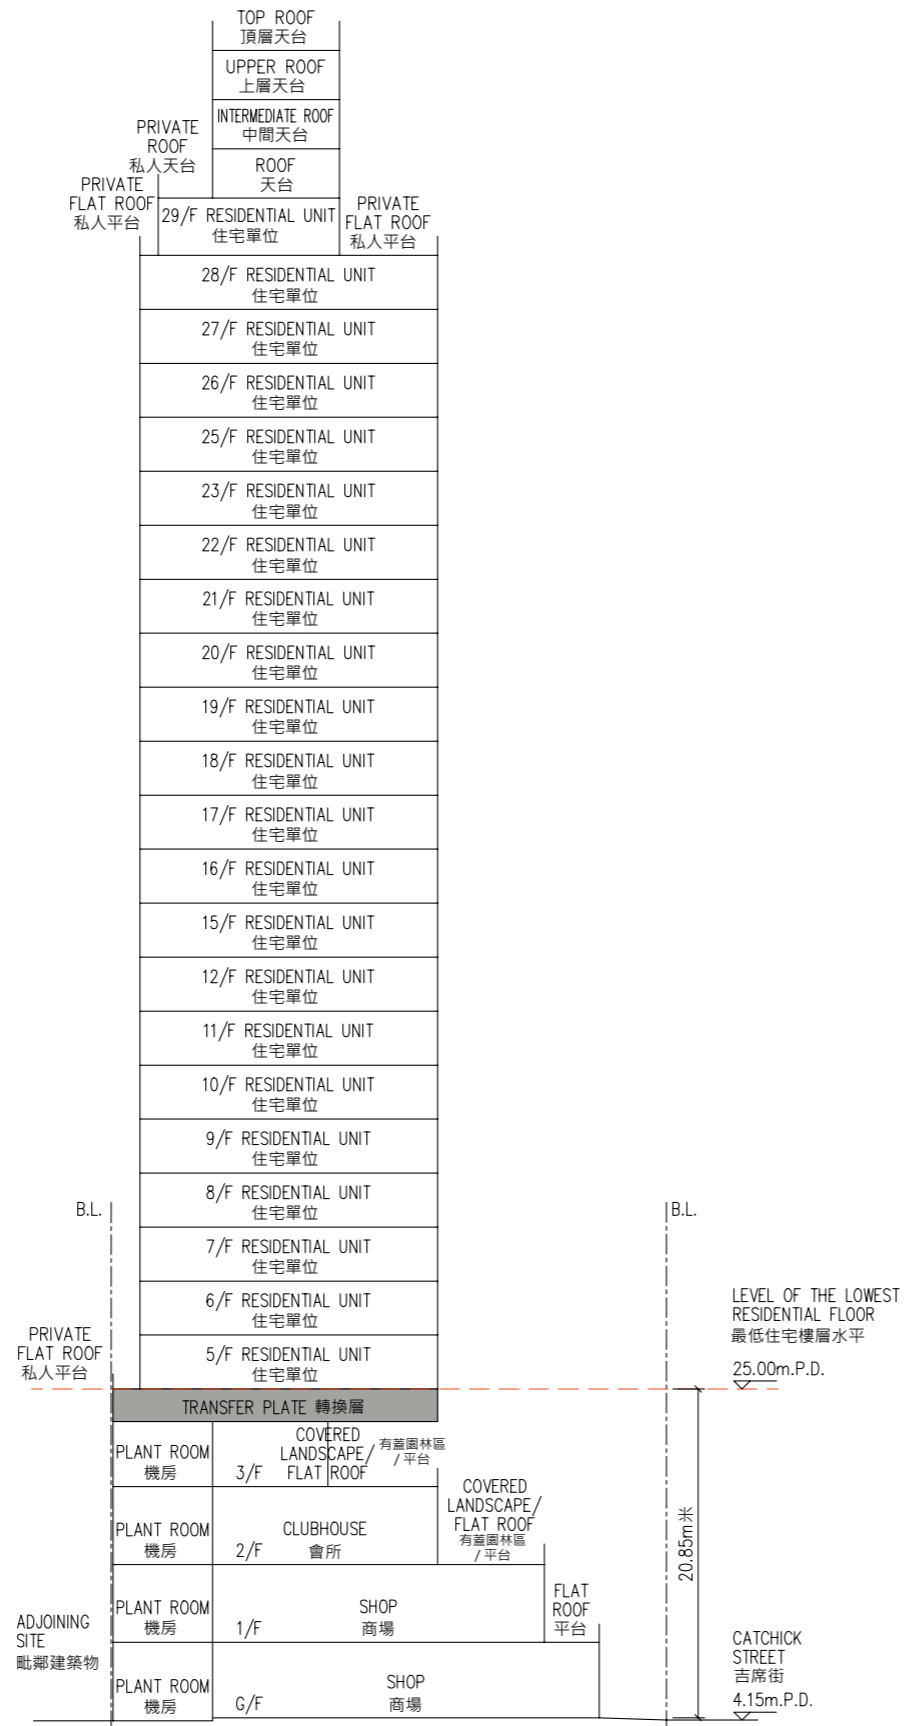 TOP ROOF
頂層天台
UPPER ROOF
上層天台
INTERMEDIATE ROOF
中間天台
PRIVATE
ROOF
私人天台
ROOF
天台
PRIVATE
FLAT ROOF
私人平台
29/F RESIDENTIAL UNIT
住宅單位
PRIVATE
FLAT ROOF
私人平台
28/F RESIDENTIAL UNIT
住宅單位
27/F RESIDENTIAL UNIT
住宅單位
26/F RESIDENTIAL UNIT
住宅單位
25/F RESIDENTIAL UNIT
住宅單位
23/F RESIDENTIAL UNIT
住宅單位
22/F RESIDENTIAL UNIT
住宅單位
21/F RESIDENTIAL UNIT
住宅單位
20/F RESIDENTIAL UNIT
住宅單位
19/F RESIDENTIAL UNIT
住宅單位
18/F RESIDENTIAL UNIT
住宅單位
17/F RESIDENTIAL UNIT
住宅單位
16/F RESIDENTIAL UNIT
住宅單位
15/F RESIDENTIAL UNIT
住宅單位
12/F RESIDENTIAL UNIT
住宅單位
11/F RESIDENTIAL UNIT
住宅單位
10/F RESIDENTIAL UNIT
住宅單位
9/F RESIDENTIAL UNIT
住宅單位
8/F RESIDENTIAL UNIT
住宅單位
B.L.
B.L.
7/F RESIDENTIAL UNIT
住宅單位
6/F RESIDENTIAL UNIT
住宅單位
LEVEL OF THE LOWEST
RESIDENTIAL FLOOR
最低住宅樓層水平
25.00m.P.D.
PRIVATE
FLAT ROOF
私人平台
5/F RESIDENTIAL UNIT
住宅單位
TRANSFER PLATE 轉換層
PLANT ROOM
機房
3/F
COVERED
LANDSCAPE/
FLAT ROOF
有蓋園林區
/平台
PLANT ROOM
機房
2/F
CLUBHOUSE
會所
COVERED
LANDSCAPE/
FLAT ROOF
有蓋園林區
/平台
20.85m米
PLANT ROOM
機房
1/F
SHOP
商場
FLAT
ROOF
平台
ADJOINING
SITE
毗鄰建築物
PLANT ROOM
機房
G/F
SHOP
商場
CATCHICK
STREET
吉席街
4.15m.P.D.